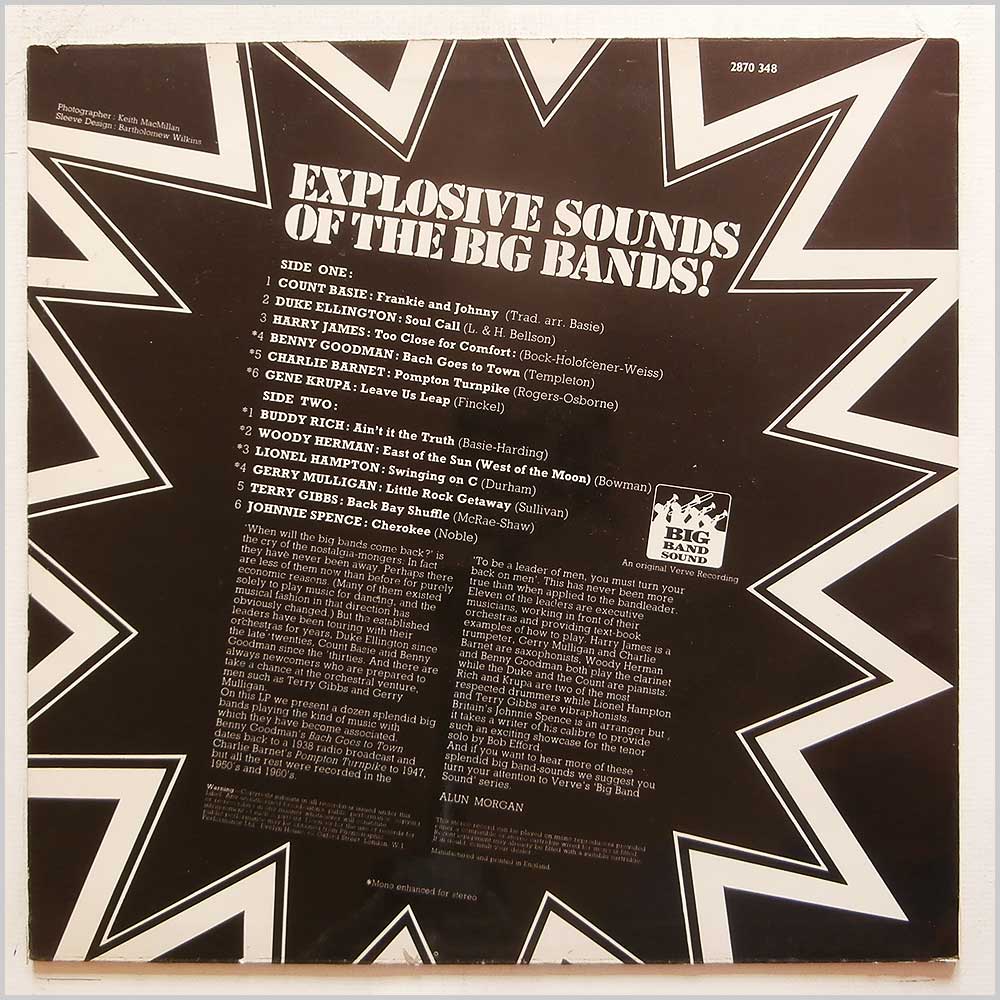 2870 348
Photographer : Keith MacMillan
Sleeve Design : Bartholomew Wilkins
EXPLOSIVE SOUNDS
OF THE BIG BANDS!
SIDE ONE :
1 COUNT BASIE : Frankie and Johnny (Trad. arr. Basie)
2 DUKE ELLINGTON : Soul Call (L. & H. Bellson)
3 HARRY JAMES : Too Close for Comfort : (Bock-Holofcener-Weiss)
*4 BENNY GOODMAN : Bach Goes to Town (Templeton)
*5 CHARLIE BARNET : Pompton Turnpike (Rogers-Osborne)
*6 GENE KRUPA : Leave Us Leap (Finckel)
SIDE TWO :
*1 BUDDY RICH : Ain't it the Truth (Basie-Harding)
*2 WOODY HERMAN : East of the Sun (West of the Moon) (Bowman)
*3 LIONEL HAMPTON : Swinging on C (Durham)
*4 GERRY MULLIGAN : Little Rock Getaway (Sullivan)
5 TERRY GIBBS : Back Bay Shuffle (McRae-Shaw)
6 JOHNNIE SPENCE : Cherokee (Noble)
'When will the big bands come back?' is
the cry of the nostalgia-mongers. In fact
they have never been away. Perhaps there
are less of them now than before for purely
economic reasons. (Many of them existed
solely to play music for dancing, and the
musical fashion in that direction has
obviously changed.) But the established
leaders have been touring with their
orchestras for years, Duke Ellington since
the late 'twenties, Count Basie and Benny
Goodman since the 'thirties. And there are
always newcomers who are prepared to
take a chance at the orchestral venture,
men such as Terry Gibbs and Gerry
Mulligan.
On this LP we present a dozen splendid big
bands playing the kind of music with
which they have become associated.
Benny Goodman's Bach Goes to Town
dates back to a 1938 radio broadcast and
Charlie Barnet's Pompton Turnpike to 1947,
but all the rest were recorded in the
1950's and 1960's.
'To be a leader of men, you must turn your
back on men'. This has never been more
true than when applied to the bandleader.
Eleven of the leaders are executive
musicians, working in front of their
orchestras and providing text-book
examples of how to play. Harry James is a
trumpeter, Gerry Mulligan and Charlie
Barnet are saxophonists, Woody Herman
and Benny Goodman both play the clarinet
while the Duke and the Count are pianists.
Rich and Krupa are two of the most
respected drummers while Lionel Hampton
and Terry Gibbs are vibraphonists.
Britain's Johnnie Spence is an arranger but
it takes a writer of his calibre to provide
such an exciting showcase for the tenor
solo by Bob Efford.
And if you want to hear more of these
splendid big band-sounds we suggest you
turn your attention to Verve's 'Big Band
Sound' series.
ALUN MORGAN
BIG
BAND
SOUND
An original Verve Recording
Performance Ltd., Evelyn House, 62 Oxford Street, London, W.1
This stereo record can be played on mono reproducers provided
Manufactured and printed in England
*Mono enhanced for stereo